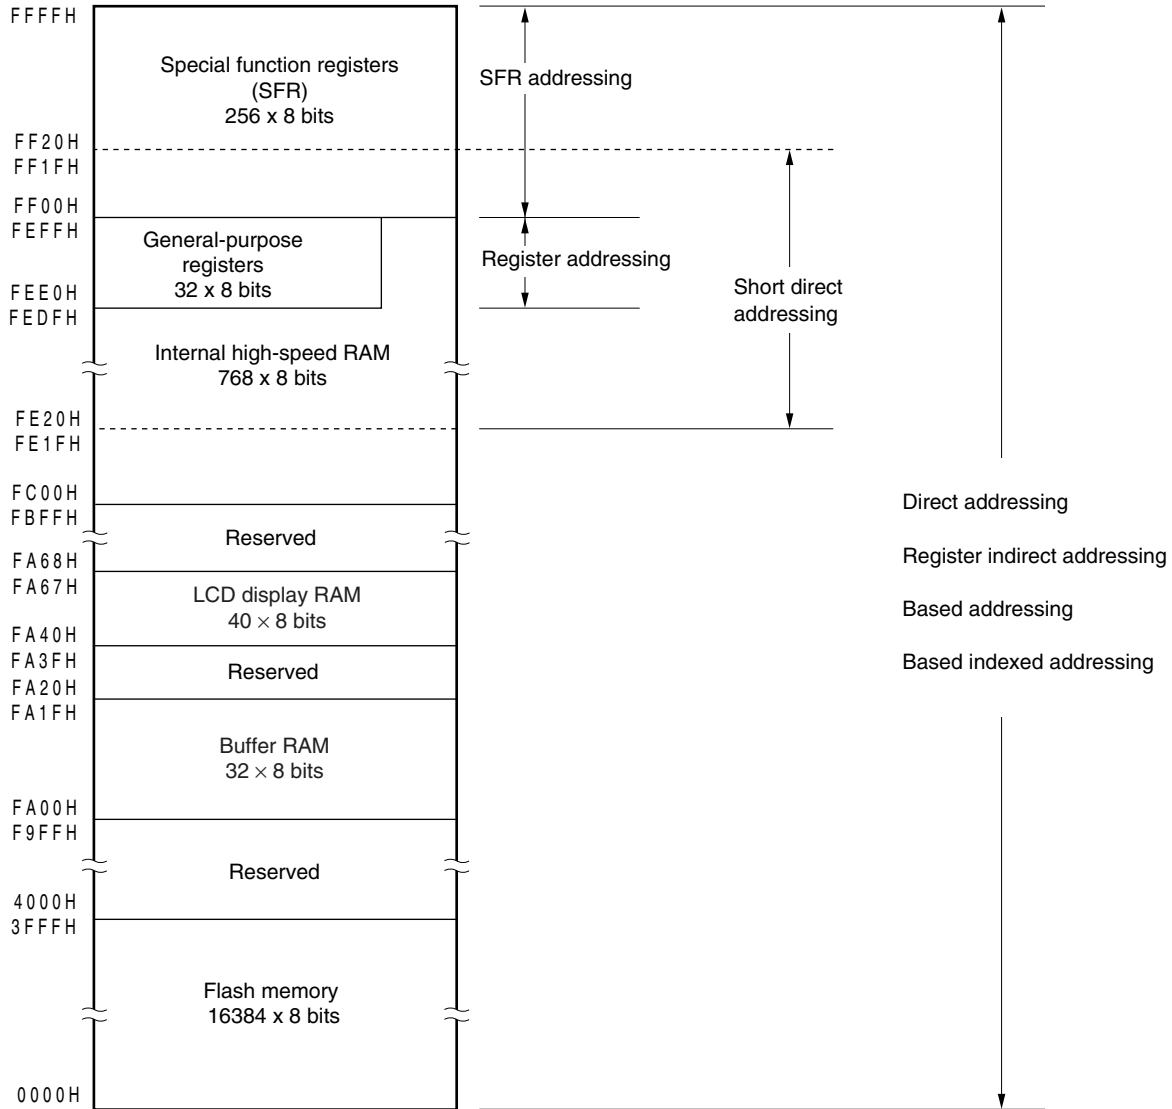 FFFFH
Special function registers
(SFR)
256 x 8 bits
SFR addressing
FF20H
FF1FH
FF00H
FEFFH
General-purpose
registers
32 x 8 bits
Register addressing
Short direct
addressing
FEE0H
FEDFH
Internal high-speed RAM
768 x 8 bits
FE20H
FE1FH
FC00H
FBFFH
Reserved
Direct addressing
Register indirect addressing
Based addressing
Based indexed addressing
FA68H
FA67H
LCD display RAM
40 × 8 bits
FA40H
FA3FH
Reserved
FA20H
FA1FH
Buffer RAM
32 × 8 bits
FA00H
F9FFH
Reserved
4000H
3FFFH
Flash memory
16384 x 8 bits
0000H